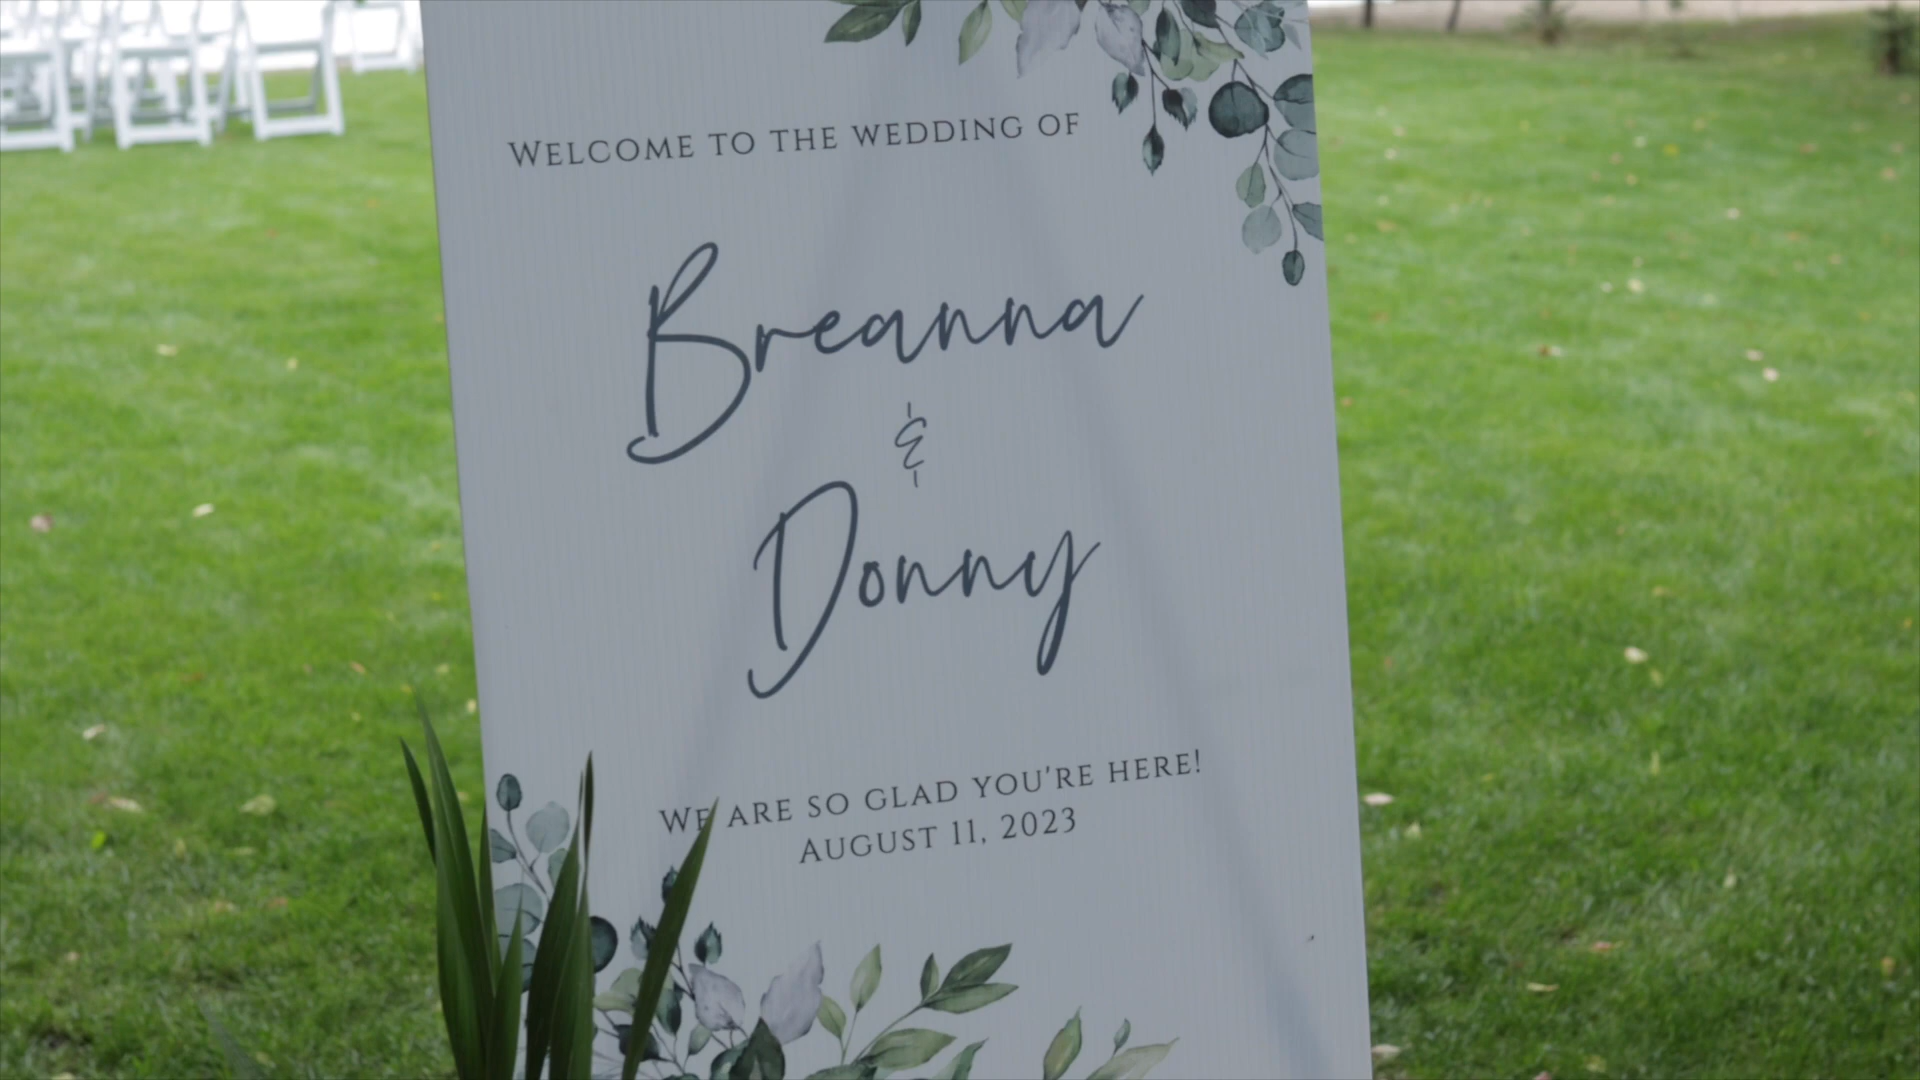 Welcome to the wedding of
Breanna
&
Donny
We are so glad you're here!
August 11, 2023